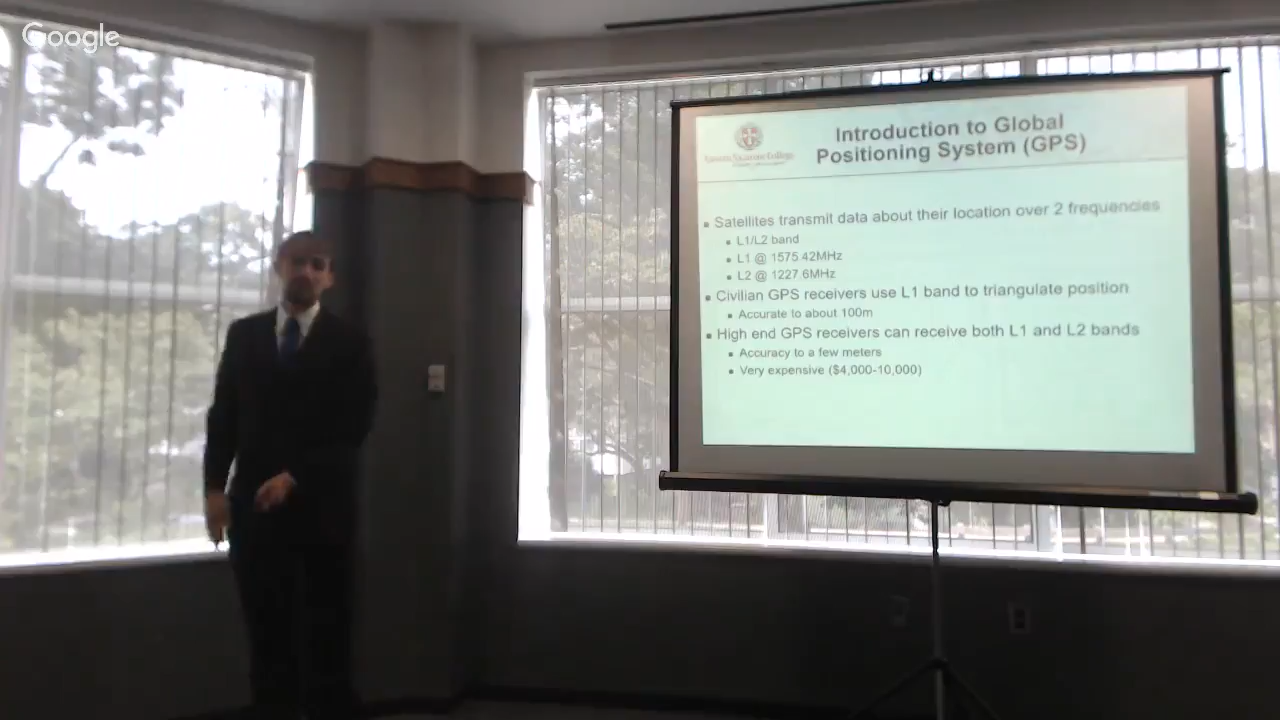 Google
Introduction to Global
Positioning System (GPS)
Satellites transmit data about their location over 2 frequencies
L1/L2 band
L1 @ 1575.42MHz
L2 @ 1227.6MHz
Civilian GPS receivers use L1 band to triangulate position
Accurate to about 100m
High end GPS receivers can receive both L1 and L2 bands
Accuracy to a few meters
Very expensive ($4,000-10,000)